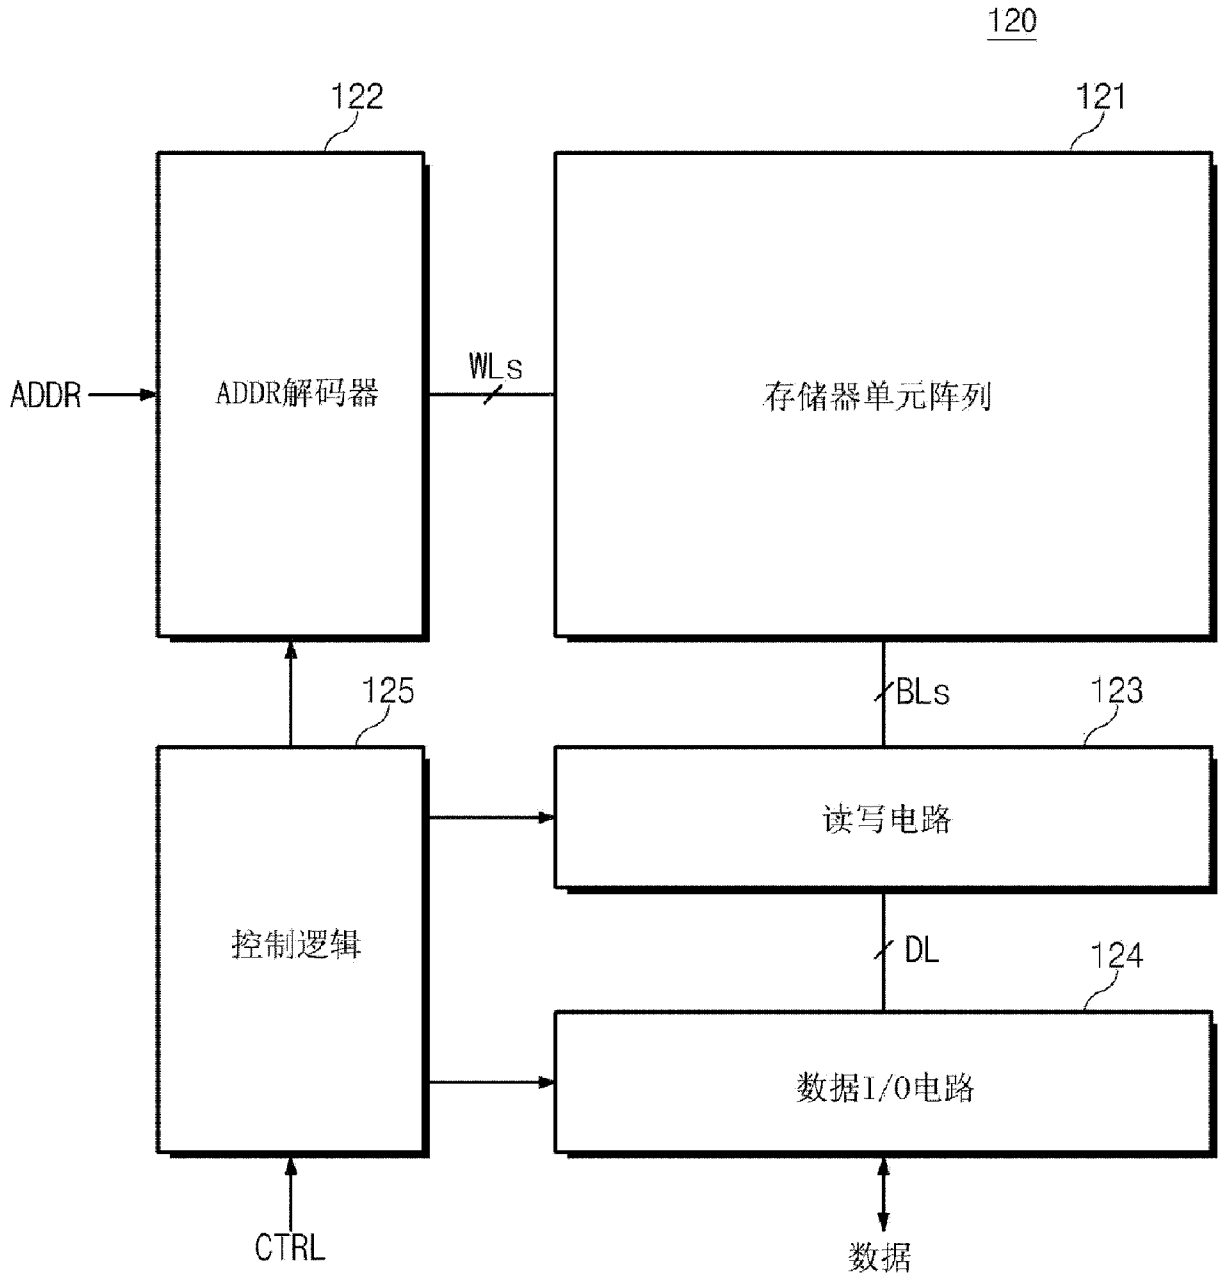 120
122
121
WLs
ADDR
ADDR解码器
存储器单元阵列
125
BLs
123
读写电路
控制逻辑
DL
124
数据I/O电路
CTRL
数据